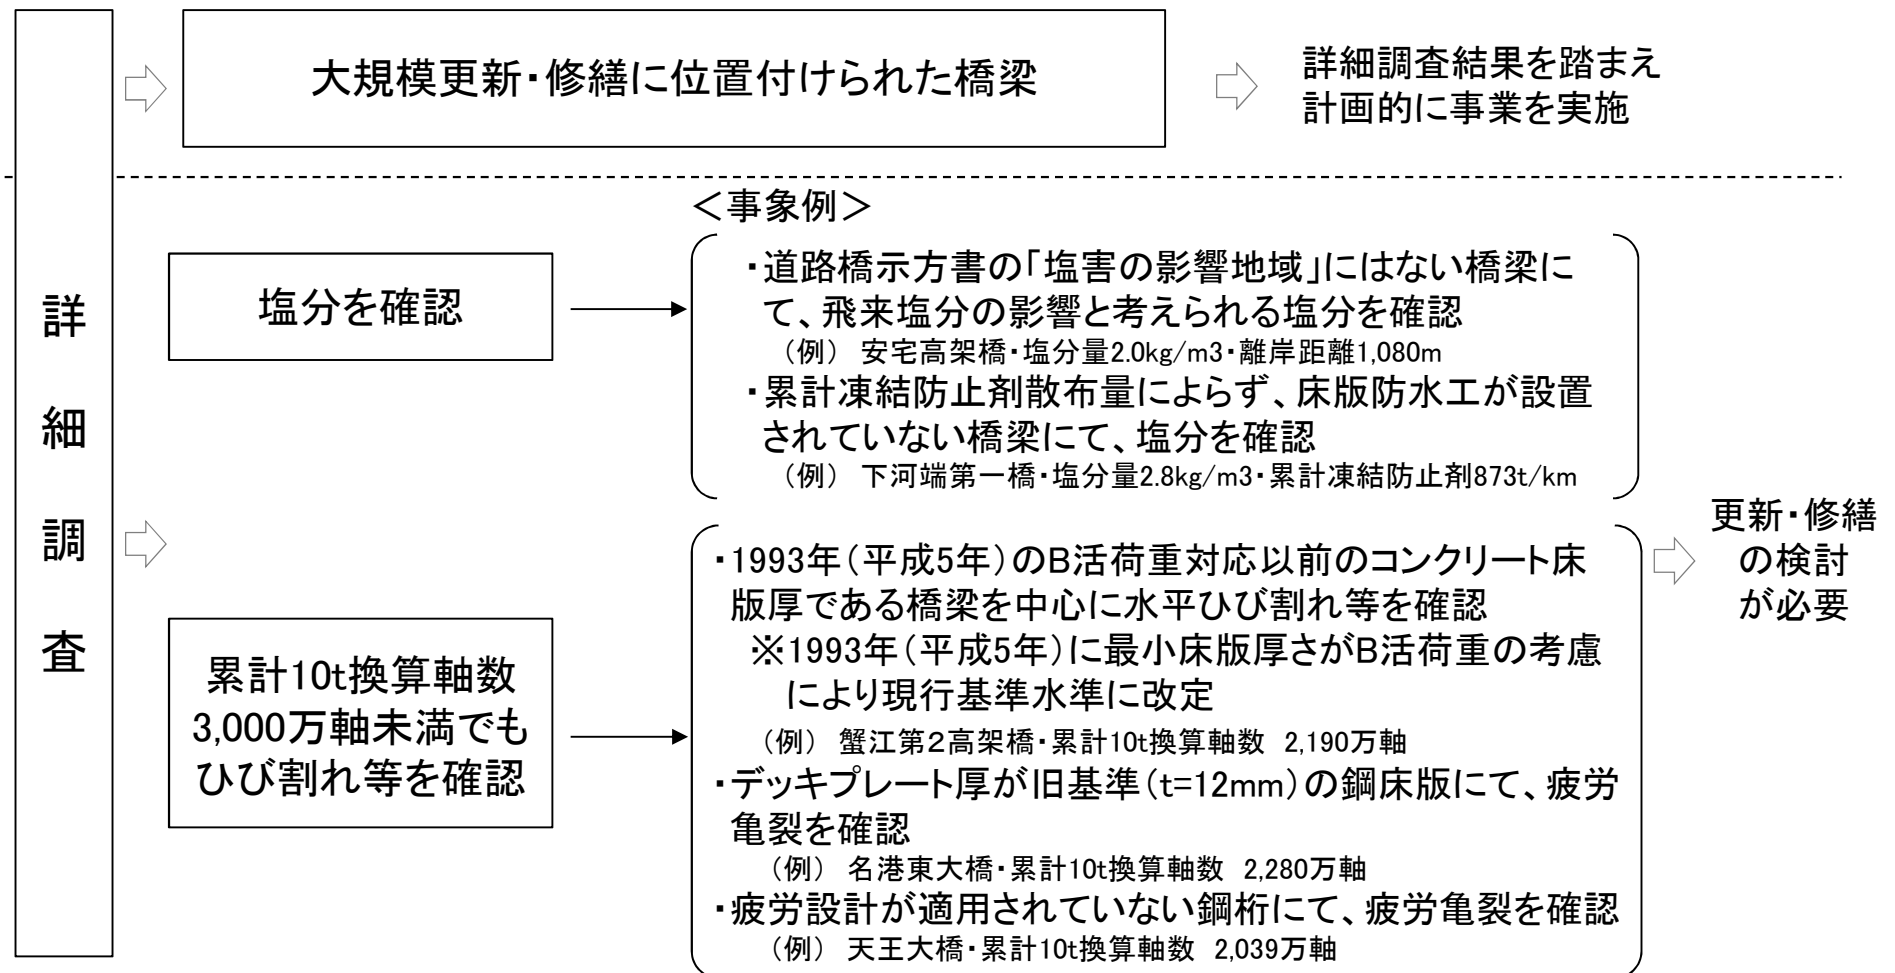 詳
細
調
査
大規模更新・修繕に位置付けられた橋梁
詳細調査結果を踏まえ
計画的に事業を実施
塩分を確認
＜事象例＞
・道路橋示方書の「塩害の影響地域」にはない橋梁に
て、飛来塩分の影響と考えられる塩分を確認
（例） 安宅高架橋・塩分量2.0kg/m3・離岸距離1,080m
・累計凍結防止剤散布量によらず、床版防水工が設置
されていない橋梁にて、塩分を確認
（例） 下河端第一橋・塩分量2.8kg/m3・累計凍結防止剤873t/km
累計10t換算軸数
3,000万軸未満でも
ひび割れ等を確認
・1993年（平成5年）のB活荷重対応以前のコンクリート床
版厚である橋梁を中心に水平ひび割れ等を確認
※1993年（平成5年）に最小床版厚さがB活荷重の考慮
により現行基準水準に改定
（例） 蟹江第２高架橋・累計10t換算軸数 2,190万軸
・デッキプレート厚が旧基準（t=12mm）の鋼床版にて、疲労
亀裂を確認
（例） 名港東大橋・累計10t換算軸数 2,280万軸
・疲労設計が適用されていない鋼桁にて、疲労亀裂を確認
（例） 天王大橋・累計10t換算軸数 2,039万軸
更新・修繕
の検討
が必要